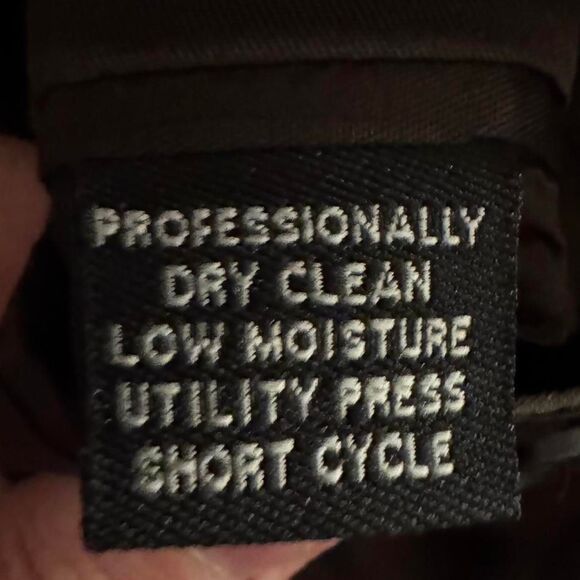 PROFESSIONALLY
DRY CLEAN
LOW MOISTURE
UTILITY PRESS
SHORT CYCLE